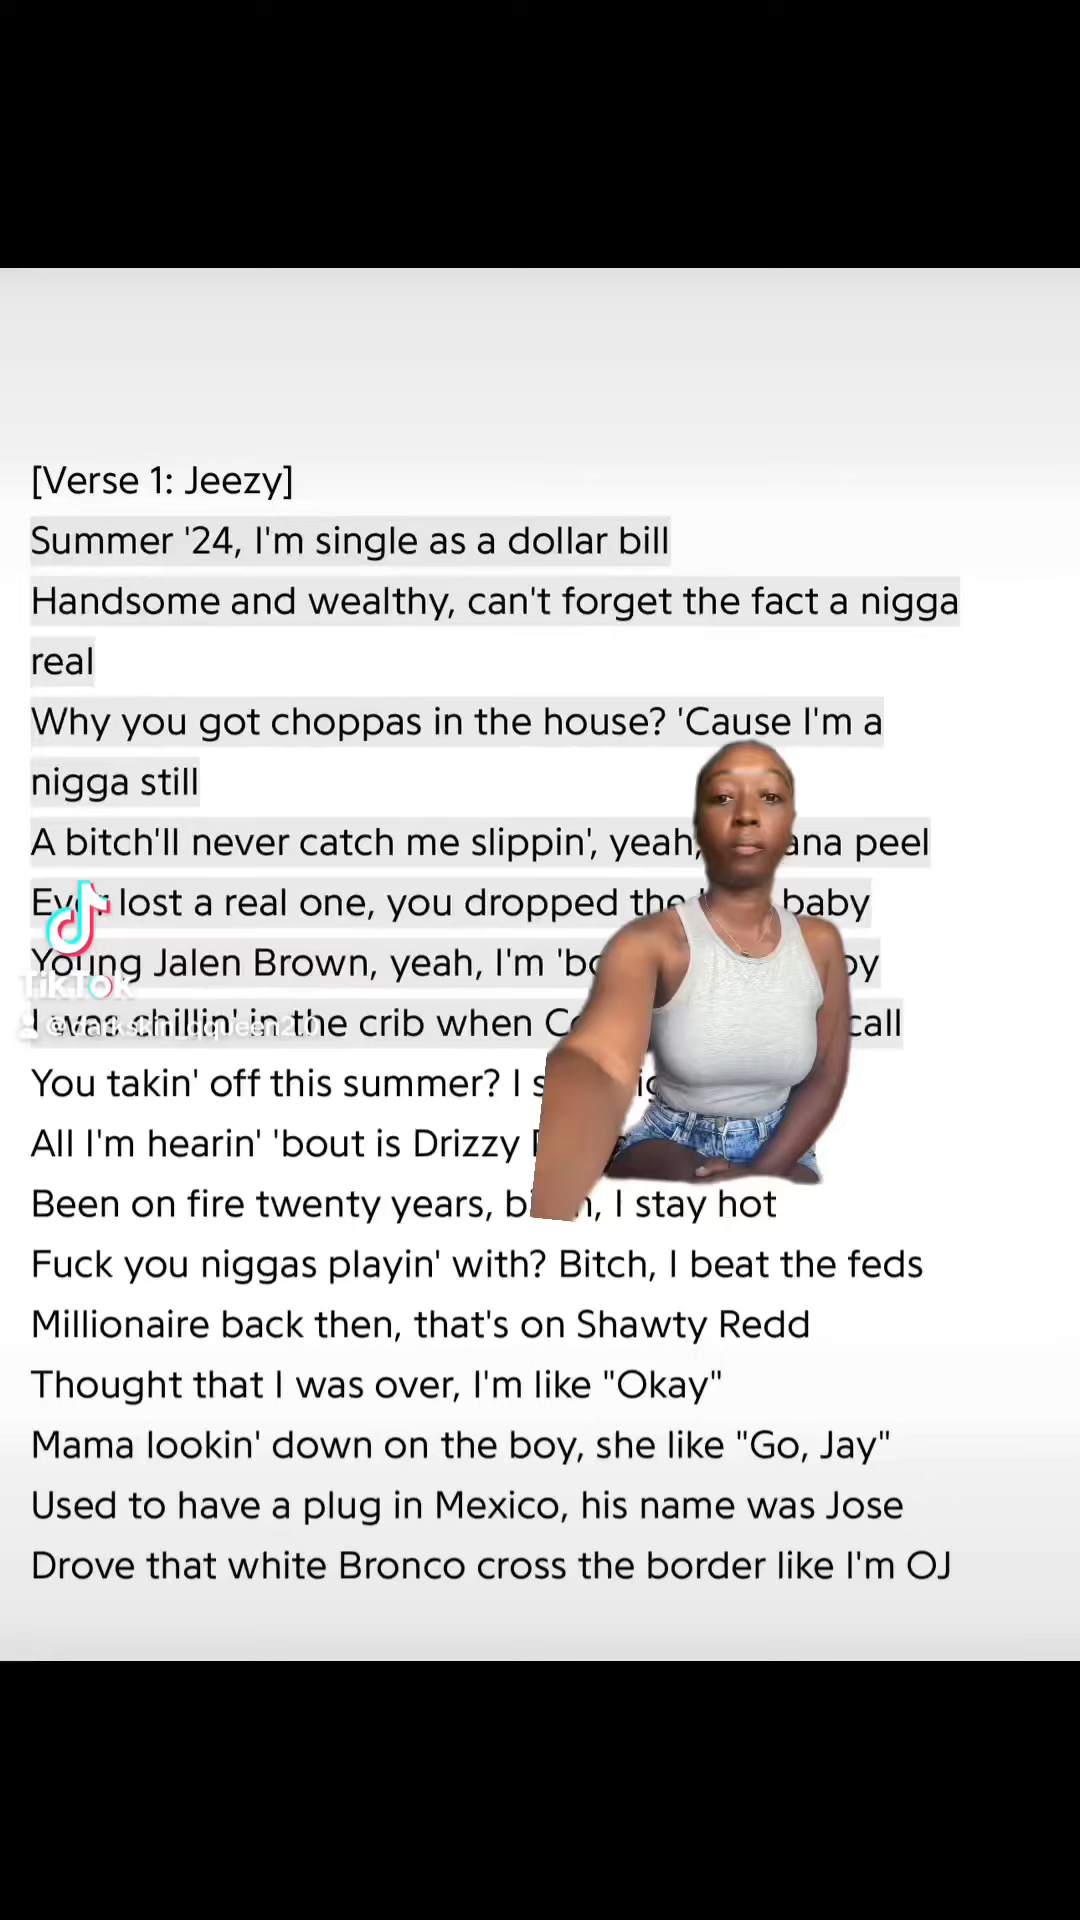 [Verse 1: Jeezy]
Summer '24, I'm single as a dollar bill
Handsome and wealthy, can't forget the fact a nigga
real
Why you got choppas in the house? 'Cause I'm a
nigga still
A bitch'll never catch me slippin', yeah, peel
Ever lost a real one, you dropped the baby
Young Jalen Brown, yeah, I'm
I was chillin' in the crib when call
You takin' off this summer? I
All I'm hearin' 'bout is Drizzy
Been on fire twenty years, I stay hot
Fuck you niggas playin' with? Bitch, I beat the feds
Millionaire back then, that's on Shawty Redd
Thought that I was over, I'm like "Okay"
Mama lookin' down on the boy, she like "Go, Jay"
Used to have a plug in Mexico, his name was Jose
Drove that white Bronco cross the border like I'm OJ
TikTok